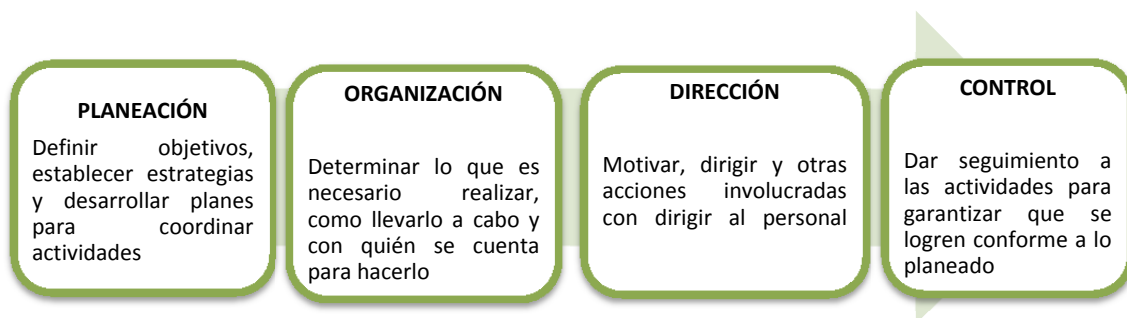 PLANEACIÓN
Definir objetivos,
establecer estrategias
y desarrollar planes
para coordinar
actividades
ORGANIZACIÓN
Determinar lo que es
necesario realizar,
como llevarlo a cabo y
con quién se cuenta
para hacerlo
DIRECCIÓN
Motivar, dirigir y otras
acciones involucradas
con dirigir al personal
CONTROL
Dar seguimiento a
las actividades para
garantizar que se
logren conforme a lo
planeado